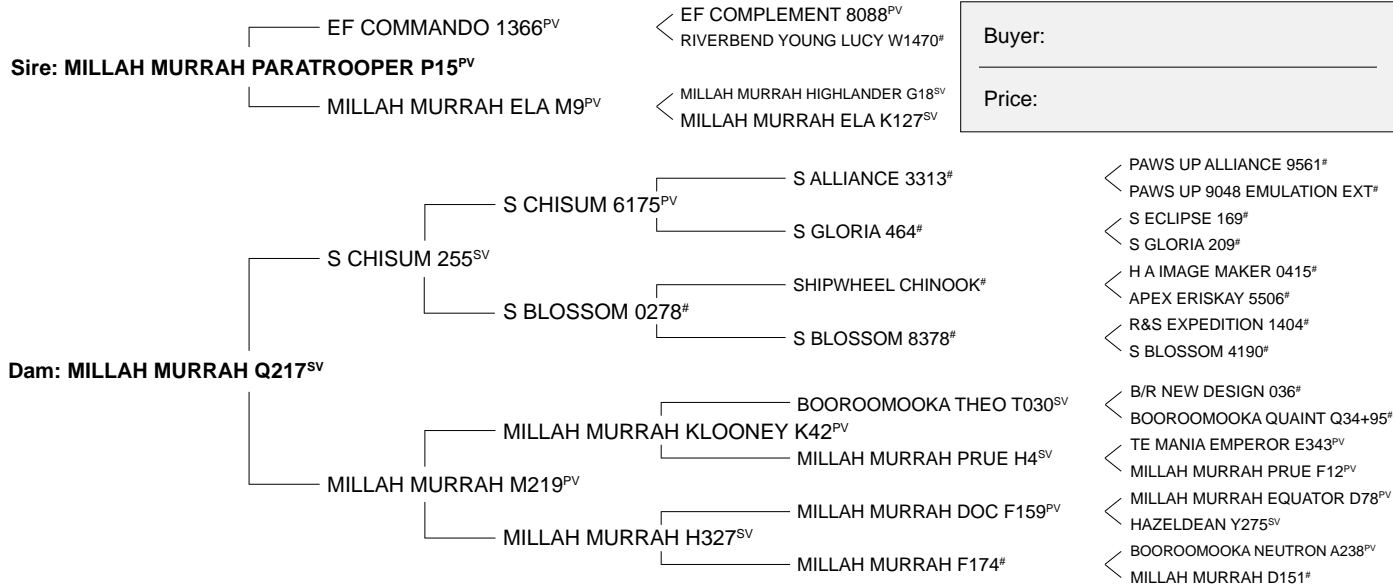 EF COMMANDO 1366PV
EF COMPLEMENT 8088PV
RIVERBEND YOUNG LUCY W1470#
Sire: MILLAH MURRAH PARATROOPER P15PV
MILLAH MURRAH ELA M9PV
MILLAH MURRAH HIGHLANDER G18SV
MILLAH MURRAH ELA K127SV
Buyer:
Price:
S ALLIANCE 3313#
PAWS UP ALLIANCE 9561#
PAWS UP 9048 EMULATION EXT#
S CHISUM 6175PV
S GLORIA 464#
S ECLIPSE 169#
S GLORIA 209#
S CHISUM 255SV
SHIPWHEEL CHINOOK#
H A IMAGE MAKER 0415#
APEX ERISKAY 5506#
S BLOSSOM 0278#
S BLOSSOM 8378#
R&S EXPEDITION 1404#
S BLOSSOM 4190#
Dam: MILLAH MURRAH Q217SV
BOOROOMOOKA THEO T030SV
B/R NEW DESIGN 036#
BOOROOMOOKA QUAINT Q34+95#
MILLAH MURRAH KLOONEY K42PV
MILLAH MURRAH PRUE H4SV
TE MANIA EMPEROR E343PV
MILLAH MURRAH PRUE F12PV
MILLAH MURRAH M219PV
MILLAH MURRAH DOC F159PV
MILLAH MURRAH EQUATOR D78PV
HAZELDEAN Y275SV
MILLAH MURRAH H327SV
MILLAH MURRAH F174#
BOOROOMOOKA NEUTRON A238PV
MILLAH MURRAH D151#